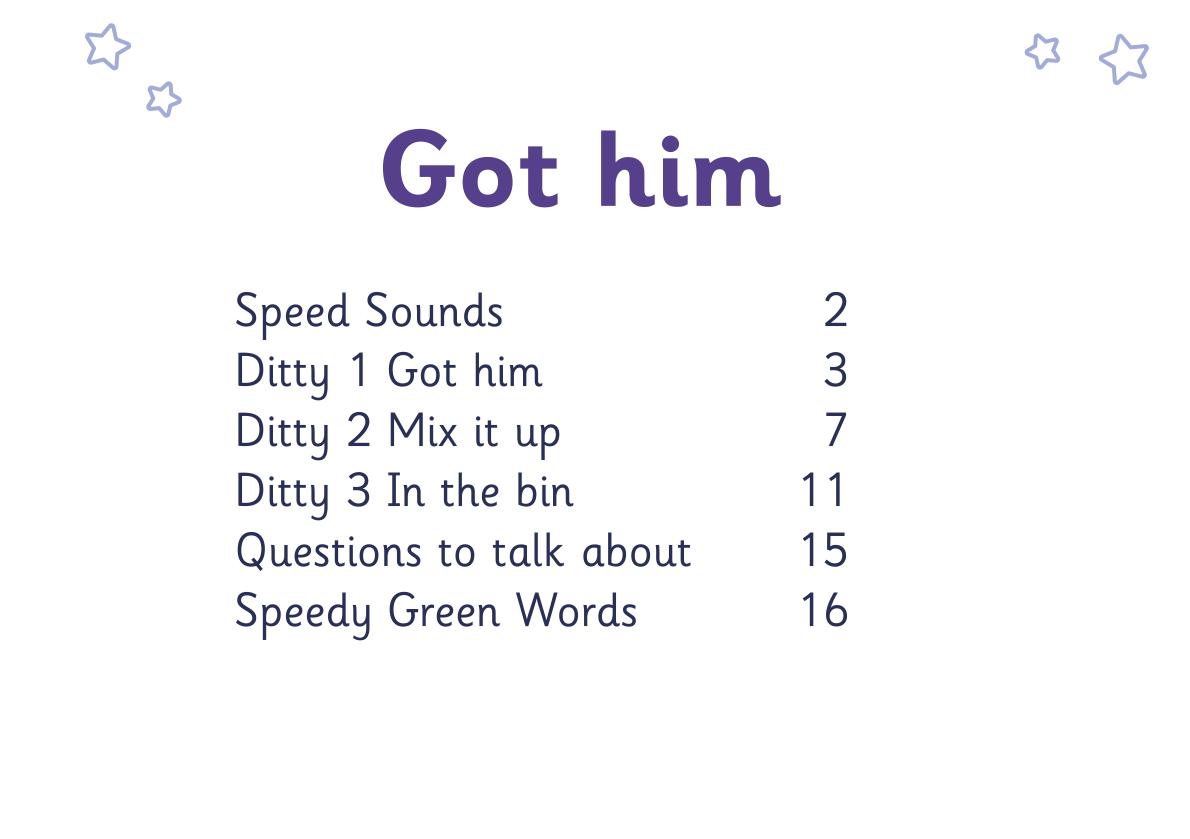 Got him
Speed Sounds 2
Ditty 1 Got him 3
Ditty 2 Mix it up 7
Ditty 3 In the bin 11
Questions to talk about 15
Speedy Green Words 16